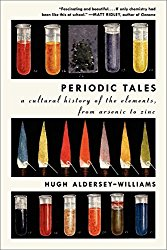 "Fascinating and beautiful. . . . If only chemistry had
been like this at school." —MATT RIDLEY, author of Genome
PERIODIC TALES
a cultural history of the elements,
from arsenic to zinc
HUGH ALDERSEY-WILLIAMS